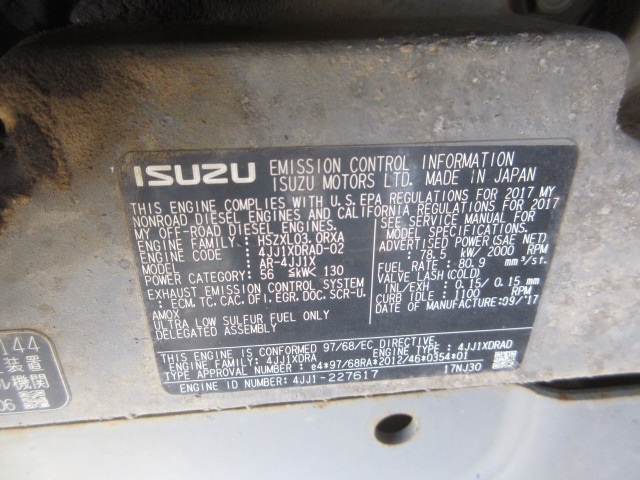 ISUZU EMISSION CONTROL INFORMATION
ISUZU MOTORS LTD. MADE IN JAPAN
THIS ENGINE COMPLIES WITH U.S. EPA REGULATIONS FOR 2017 MY
NONROAD DIESEL ENGINES AND CALIFORNIA REGULATIONS FOR 2017
MY OFF-ROAD DIESEL ENGINES.
ENGINE FAMILY : HSZXL03.0RXA
ENGINE CODE : 4JJ1XDRAD-02
MODEL : AR-4JJ1X
POWER CATEGORY : 56 ≤kW< 130
EXHAUST EMISSION CONTROL SYSTEM
: ECM, TC, CAC, DFI, EGR, DOC, SCR-U,
AMOX
ULTRA LOW SULFUR FUEL ONLY
DELEGATED ASSEMBLY
SEE SERVICE MANUAL FOR
MODEL SPECIFICATIONS.
ADVERTISED POWER (SAE NET)
: 78.5 kW/ 2000 RPM
FUEL RATE : 80.9 mm³/st.
VALVE LASH (COLD)
INL/EXH : 0.15/ 0.15 mm
CURB IDLE : 1100 RPM
DATE OF MANUFACTURE:09/'17
THIS ENGINE IS CONFORMED 97/68/EC DIRECTIVE.
ENGINE FAMILY : 4JJ1XDRA ENGINE TYPE : 4JJ1XDRAD
TYPE APPROVAL NUMBER : e4*97/68RA*2012/46*0354*01
ENGINE ID NUMBER: 4JJ1-227617 17NJ30
144
装置
ル機関
06